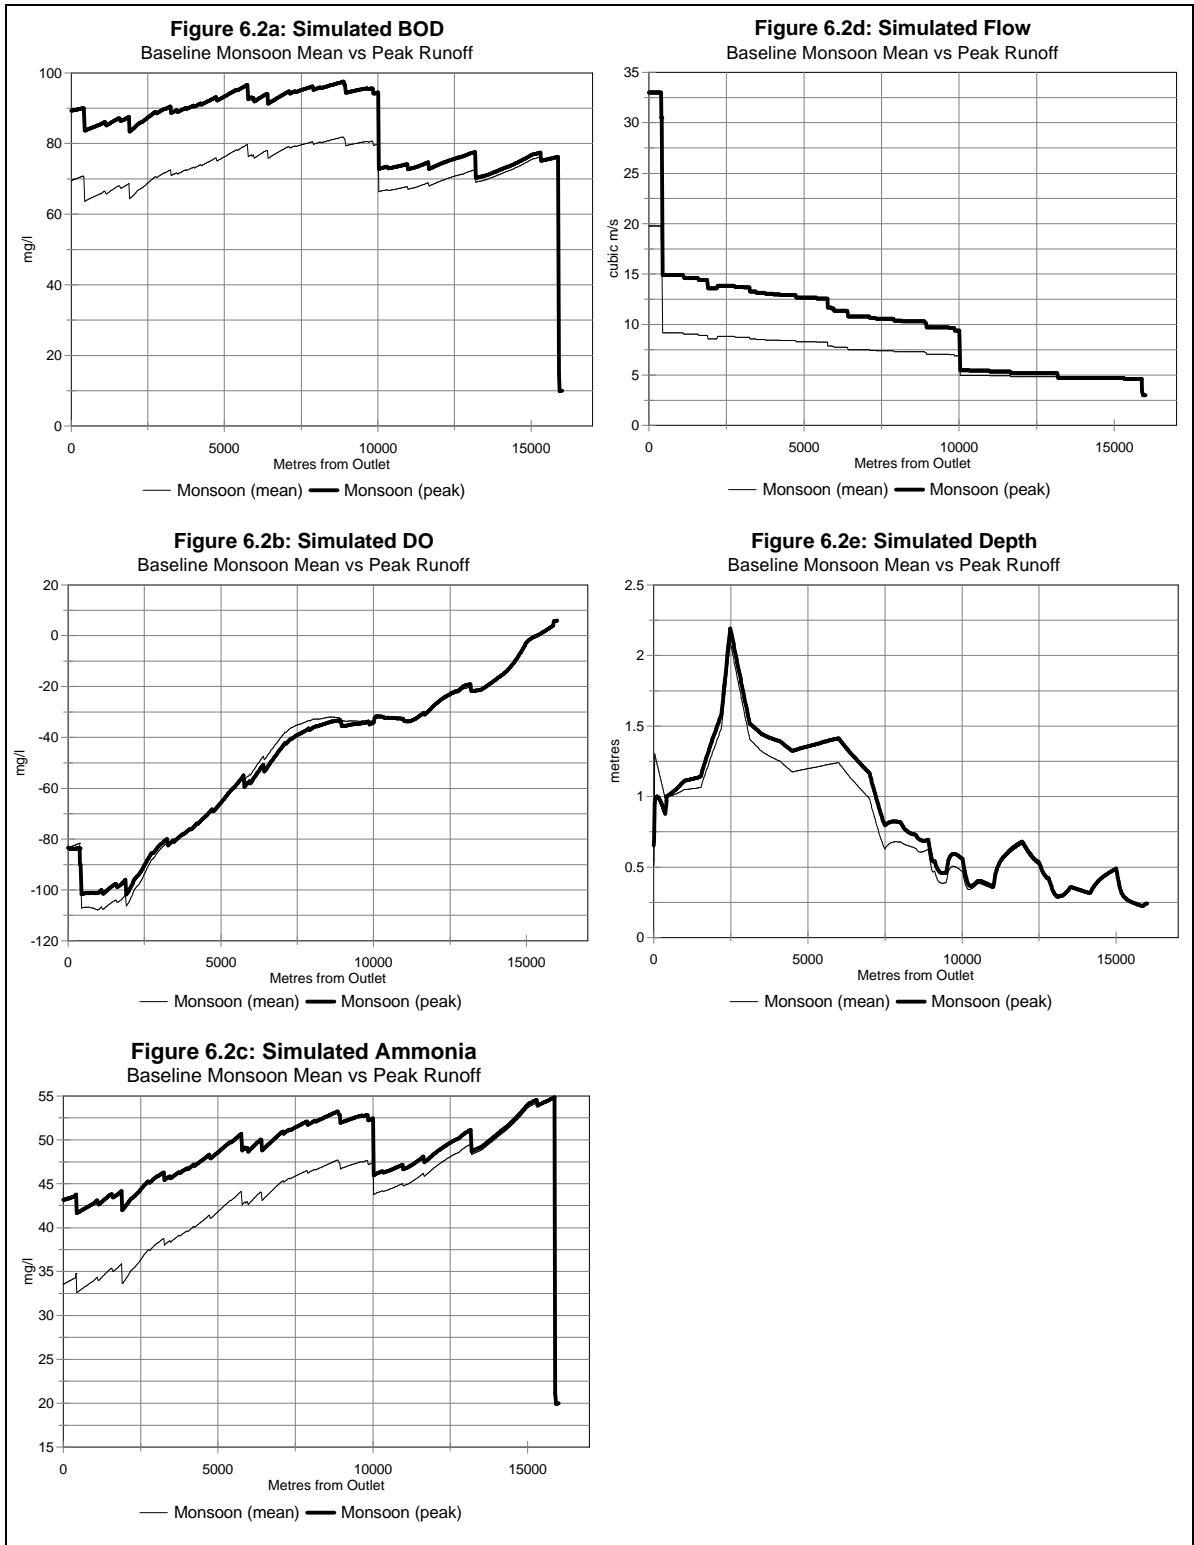 Figure 6.2a: Simulated BOD
Baseline Monsoon Mean vs Peak Runoff
100
80
60
40
20
0
mg/l
0 5000 10000 15000
Metres from Outlet
Monsoon (mean) Monsoon (peak)
Figure 6.2d: Simulated Flow
Baseline Monsoon Mean vs Peak Runoff
35
30
25
20
15
10
5
0
cubic m/s
0 5000 10000 15000
Metres from Outlet
Monsoon (mean) Monsoon (peak)
Figure 6.2b: Simulated DO
Baseline Monsoon Mean vs Peak Runoff
20
0
-20
-40
-60
-80
-100
-120
mg/l
0 5000 10000 15000
Metres from Outlet
Monsoon (mean) Monsoon (peak)
Figure 6.2e: Simulated Depth
Baseline Monsoon Mean vs Peak Runoff
2.5
2
1.5
1
0.5
0
metres
0 5000 10000 15000
Metres from Outlet
Monsoon (mean) Monsoon (peak)
Figure 6.2c: Simulated Ammonia
Baseline Monsoon Mean vs Peak Runoff
55
50
45
40
35
30
25
20
15
mg/l
0 5000 10000 15000
Metres from Outlet
Monsoon (mean) Monsoon (peak)